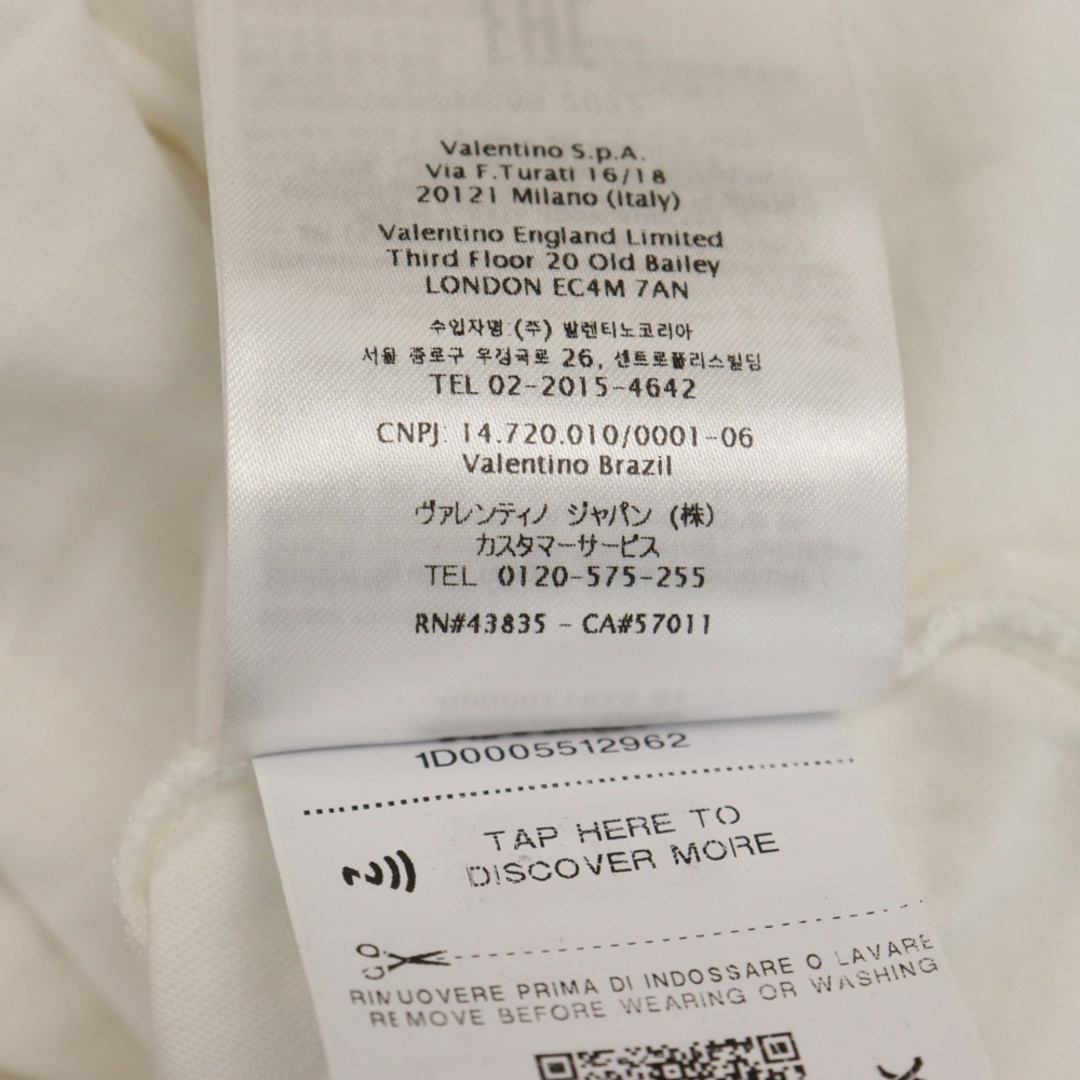 Valentino S.p.A.
Via F.Turati 16/18
20121 Milano (Italy)
Valentino England Limited
Third Floor 20 Old Bailey
LONDON EC4M 7AN
수입자명:(주) 발렌티노코리아
서울 종로구 우정국로 26, 센트로폴리스빌딩
TEL 02-2015-4642
CNPJ: 14.720.010/0001-06
Valentino Brazil
ヴァレンティノ ジャパン (株)
カスタマーサービス
TEL 0120-575-255
RN#43835 - CA#57011
1D0005512962
TAP HERE TO
DISCOVER MORE
RIMUOVERE PRIMA DI INDOSSARE O LAVARE
REMOVE BEFORE WEARING OR WASHING